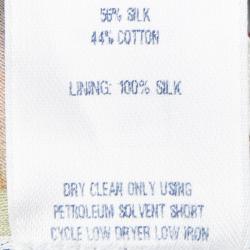 56% SILK
44% COTTON
LINING: 100% SILK
DRY CLEAN ONLY USING
PETROLEUM SOLVENT SHORT
CYCLE LOW DRYER LOW IRON